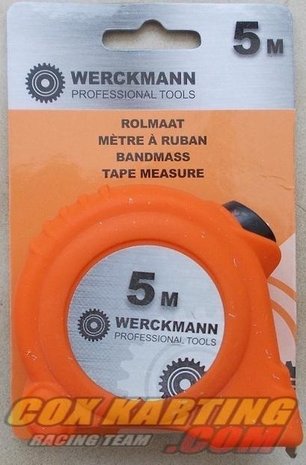 5 M
WERCKMANN
PROFESSIONAL TOOLS
ROLMAAT
MÈTRE À RUBAN
BANDMASS
TAPE MEASURE
5 M
WERCKMANN
PROFESSIONAL TOOLS
COX KARTING
RACING TEAM .COM